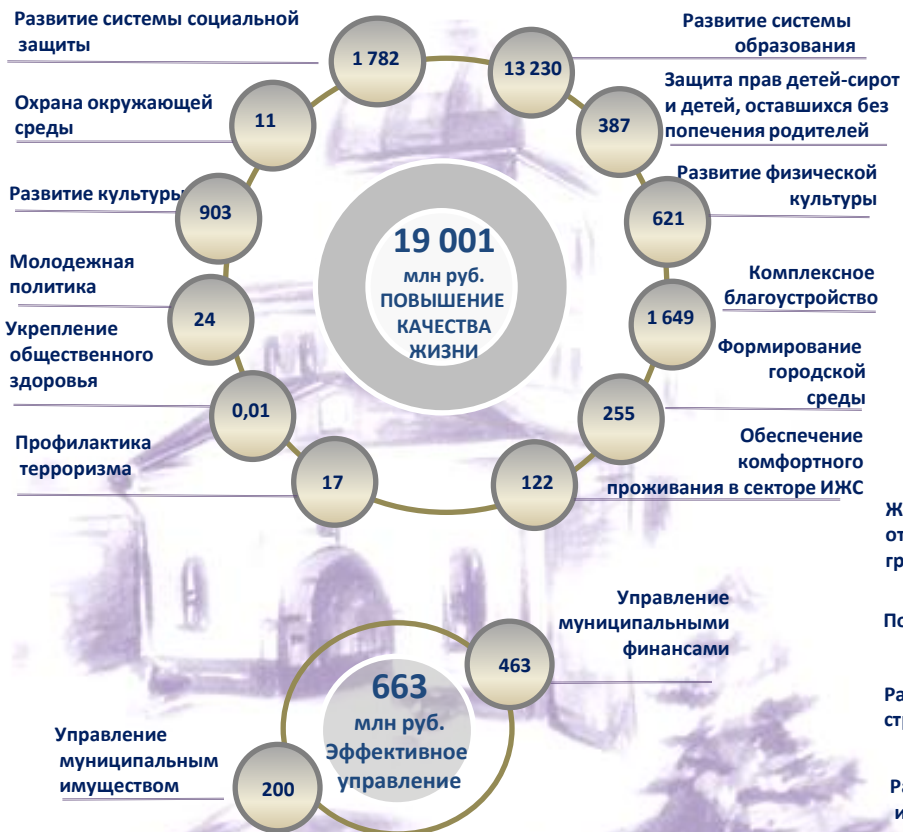 Развитие системы социальной
защиты
1 782
Развитие системы
образования
13 230
Охрана окружающей
среды
11
Защита прав детей-сирот
и детей, оставшихся без
попечения родителей
387
Развитие культуры
903
Развитие физической
культуры
621
19 001
млн руб.
ПОВЫШЕНИЕ
КАЧЕСТВА
ЖИЗНИ
Молодежная
политика
24
Комплексное
благоустройство
1 649
Укрепление
общественного
здоровья
0,01
Формирование
городской
среды
255
Профилактика
терроризма
17
Обеспечение
комфортного
проживания в секторе ИЖС
122
Управление
муниципальными
финансами
463
663
млн руб.
Эффективное
управление
Управление
муниципальным
имуществом
200